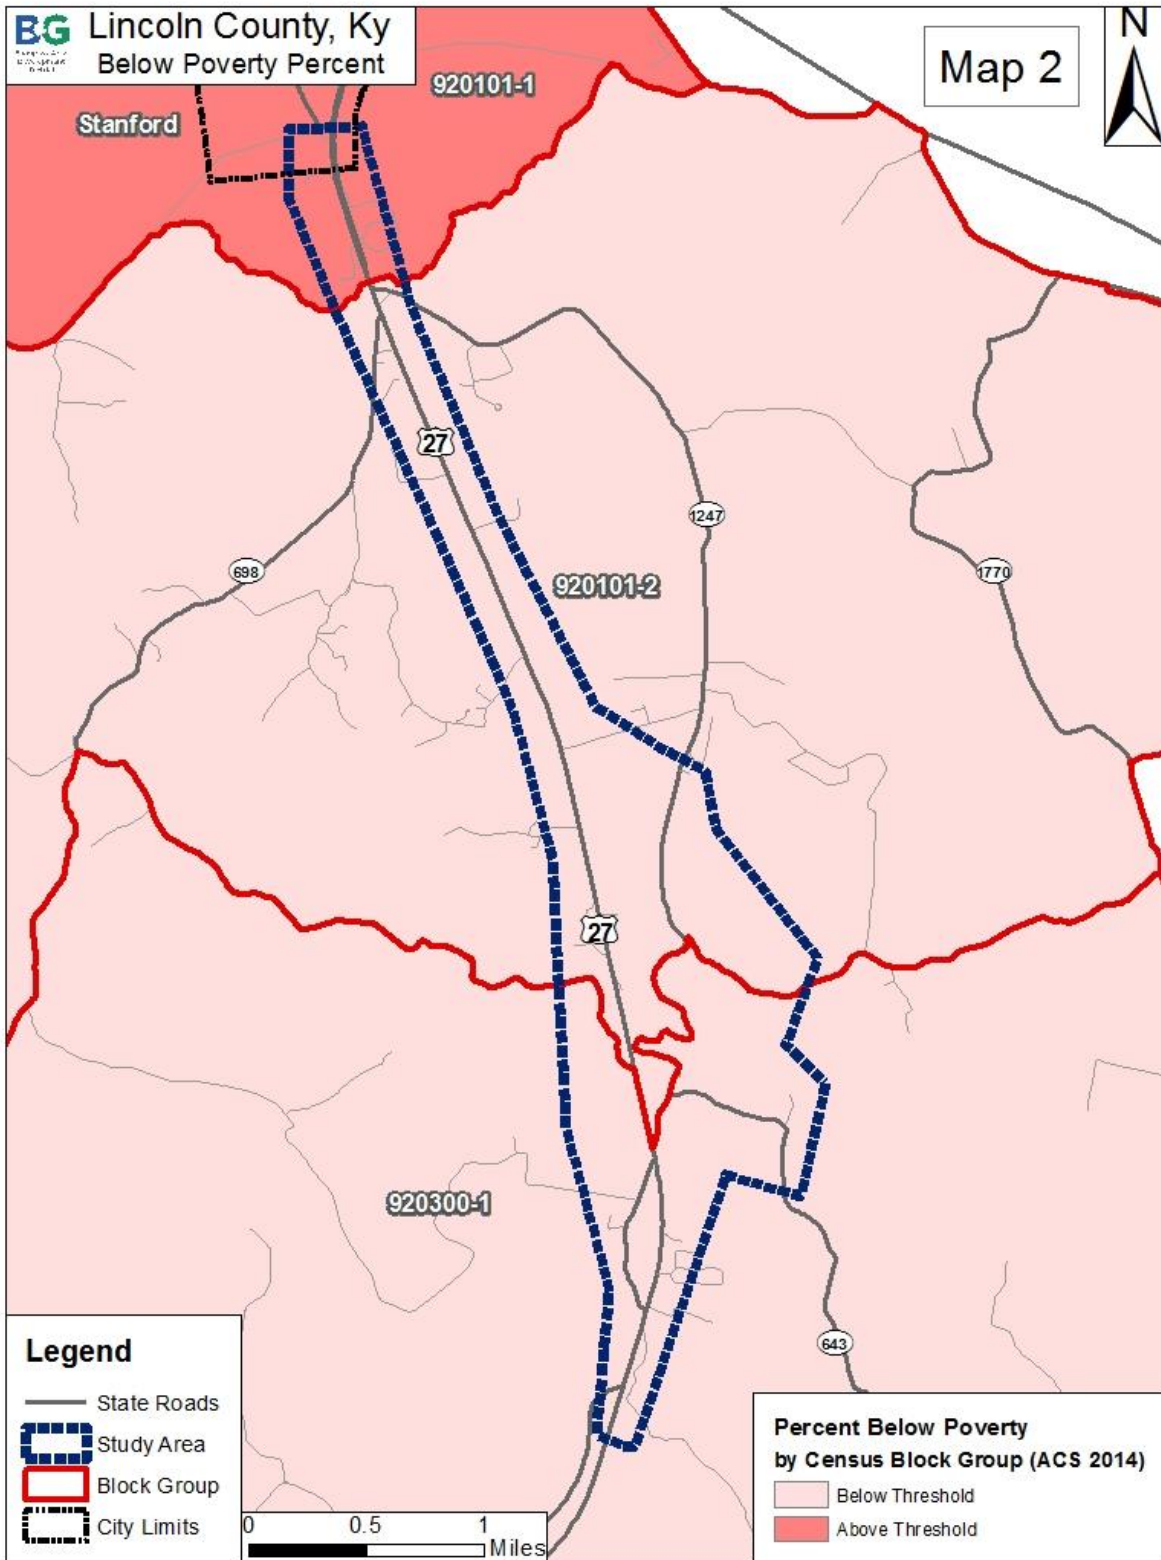 BG
Lincoln County, Ky
Below Poverty Percent
Map 2
N
920101-1
Stanford
27
1247
698
920101-2
1770
27
920300-1
643
Legend
State Roads
Study Area
Block Group
City Limits
0 0.5 1
Miles
Percent Below Poverty
by Census Block Group (ACS 2014)
Below Threshold
Above Threshold